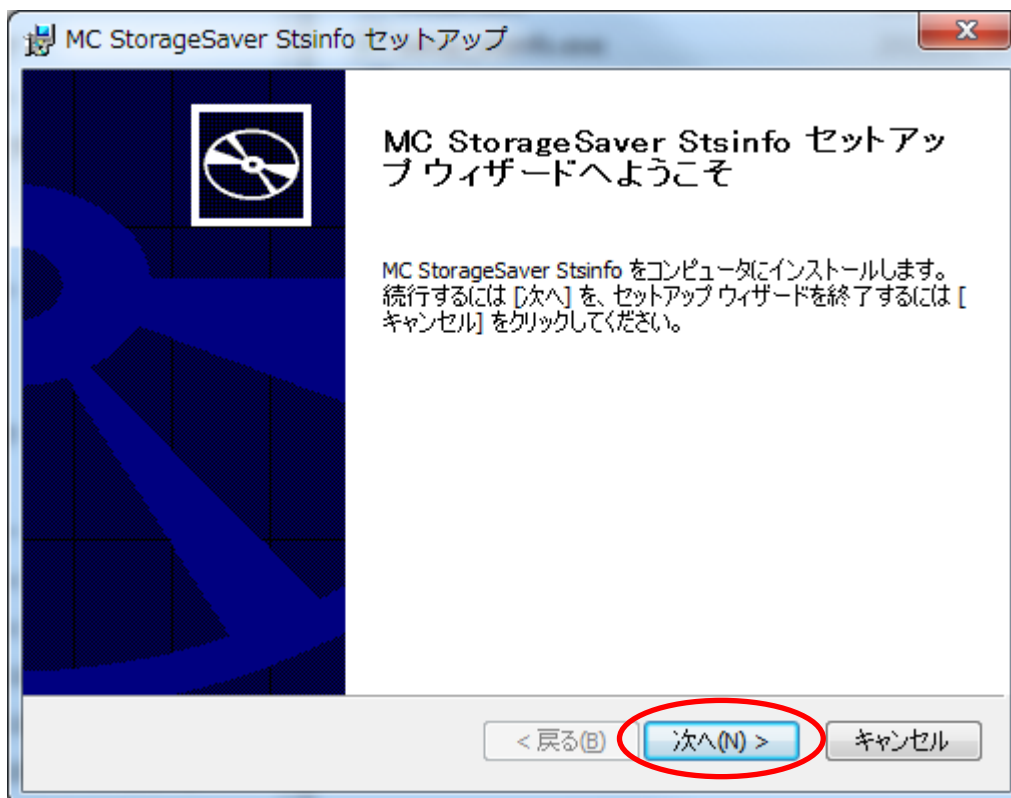 MC StorageSaver Stsinfo セットアップ
MC StorageSaver Stsinfo セットアッ
プ ウィザードへようこそ
MC StorageSaver Stsinfo をコンピュータにインストールします。
続行するには [次へ] を、セットアップ ウィザードを終了するには [
キャンセル] をクリックしてください。
< 戻る(B)
次へ(N) >
キャンセル